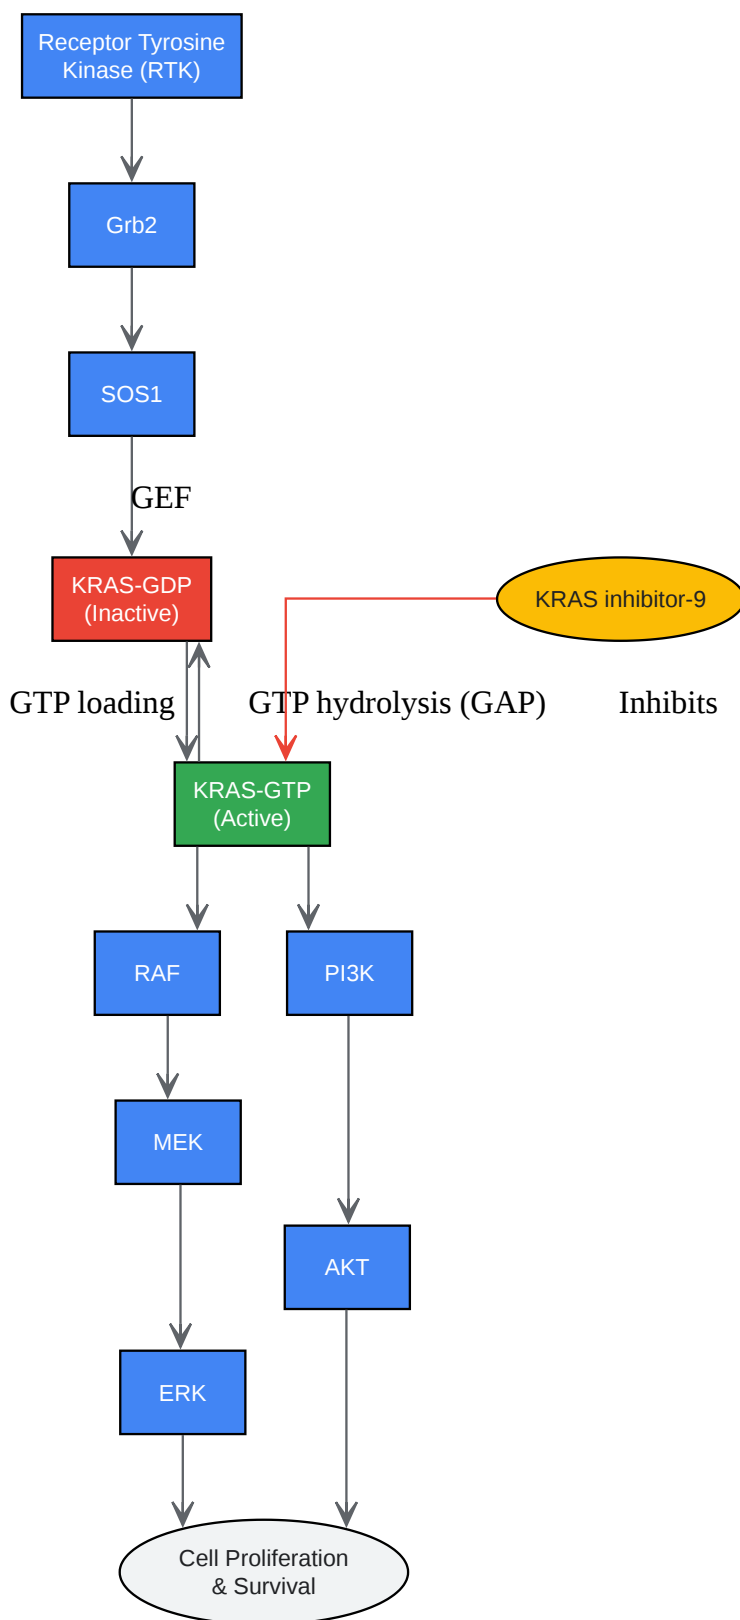 Receptor Tyrosine
Kinase (RTK)
Grb2
SOS1
GEF
KRAS-GDP
(Inactive)
KRAS inhibitor-9
GTP loading
GTP hydrolysis (GAP)
Inhibits
KRAS-GTP
(Active)
RAF
PI3K
MEK
AKT
ERK
Cell Proliferation
& Survival